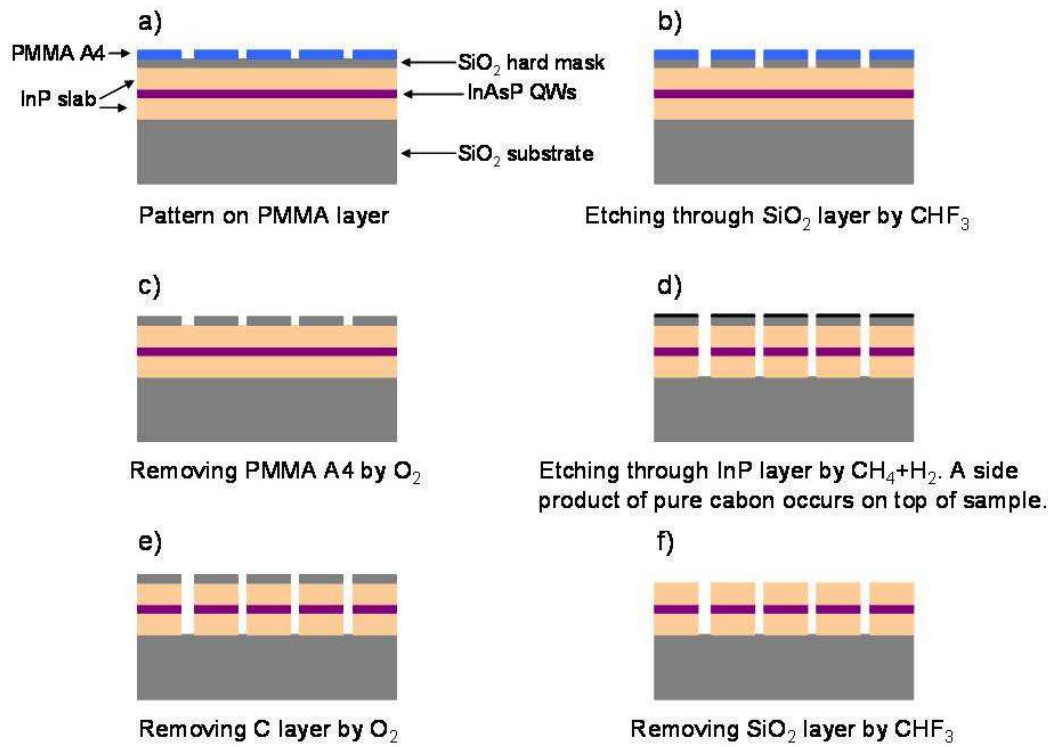 a)
b)
PMMA A4
SiO₂ hard mask
InP slab
InAsP QWs
SiO₂ substrate
Pattern on PMMA layer
Etching through SiO₂ layer by CHF₃
c)
d)
Removing PMMA A4 by O₂
Etching through InP layer by CH₄+H₂. A side
product of pure cabon occurs on top of sample.
e)
f)
Removing C layer by O₂
Removing SiO₂ layer by CHF₃